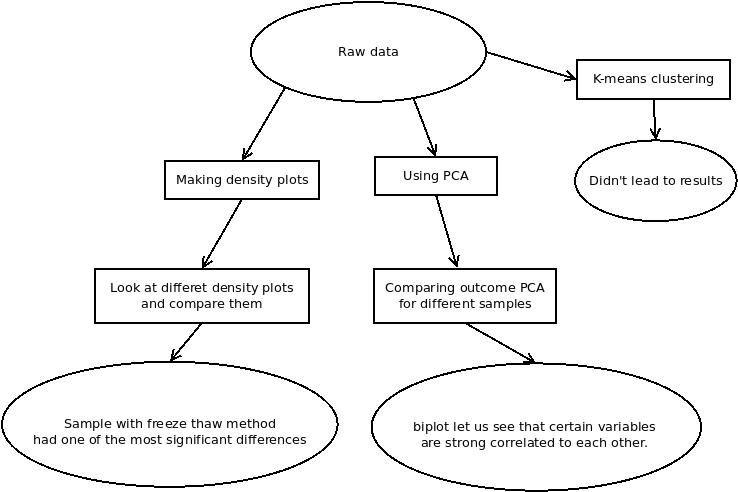 Raw data
K-means clustering
Making density plots
Using PCA
Didn't lead to results
Look at differet density plots
and compare them
Comparing outcome PCA
for different samples
Sample with freeze thaw method
had one of the most significant differences
biplot let us see that certain variables
are strong correlated to each other.